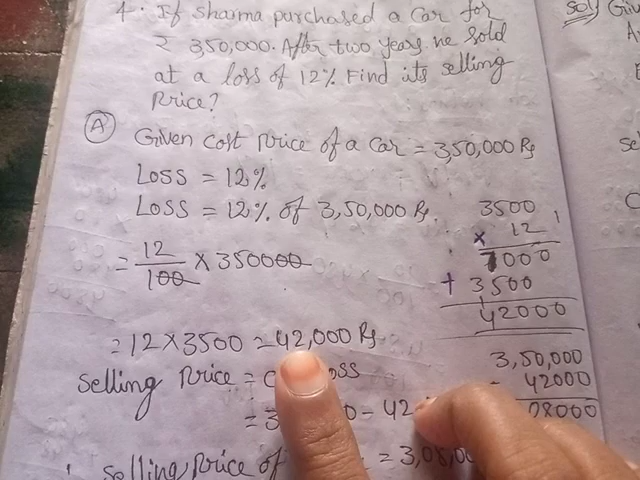 4. If Sharma purchased a Car for
₹ 350,000. After two years he sold
at a loss of 12%. Find its selling
Price?
(A) Given cost price of a car = 350,000 Rs
Loss = 12%
Loss = 12% of 3,50,000 Rs.
= 12/100 × 350000
= 12 × 3500 = 42,000 Rs
Selling Price =
- 42
Selling Price of = 3,08,0
3500
× 12 1
7000
+ 3500
42000
3,50,000
- 42000
08000
Sol)